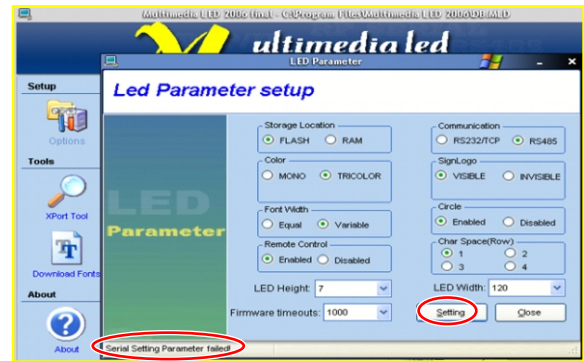 Multimedia LED 2006 final - C:\Program Files\Multimedia LED 2006\DB.MLD
ultimedia led
LED Parameter
Led Parameter setup
Setup
Options
Tools
XPort Tool
Download Fonts
About
About
LED
Parameter
Storage Location
FLASH RAM
Communication
RS232/TCP RS485
Color
MONO TRICOLOR
SignLogo
VISIBLE INVISIBLE
Font Width
Equal Variable
Circle
Enabled Disabled
Remote Control
Enabled Disabled
Char Space(Row)
1 2
3 4
LED Height: 7
LED Width: 120
Firmware timeouts: 1000
Setting Close
Serial Setting Parameter failed!